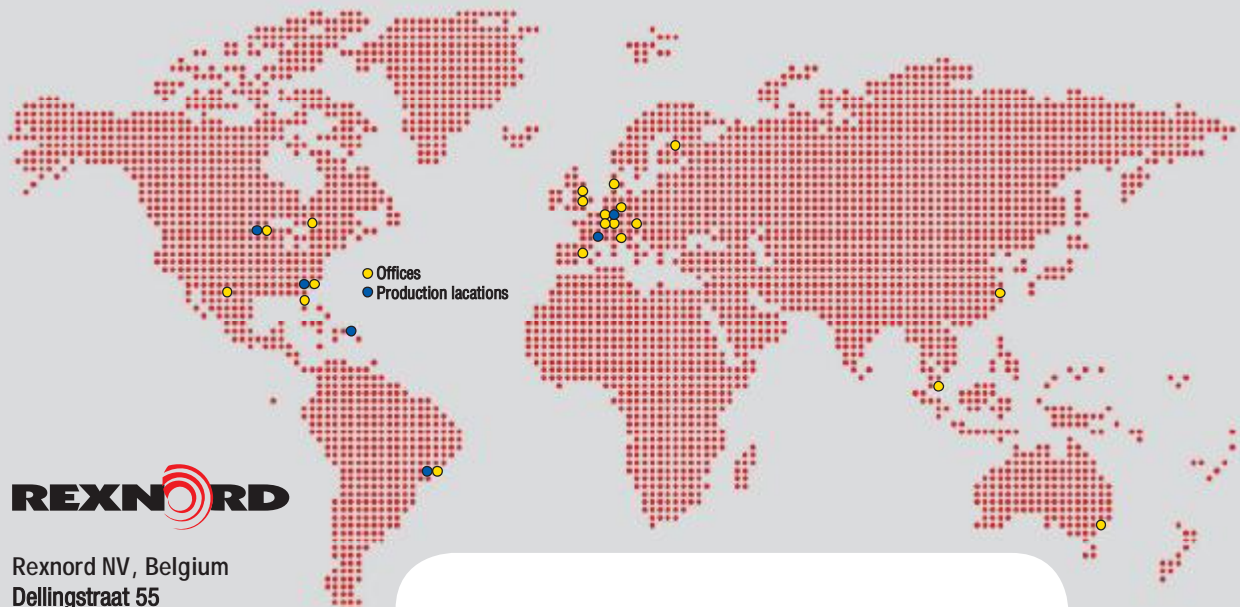 Offices
Production lacations
REXNORD
Rexnord NV, Belgium
Dellingstraat 55